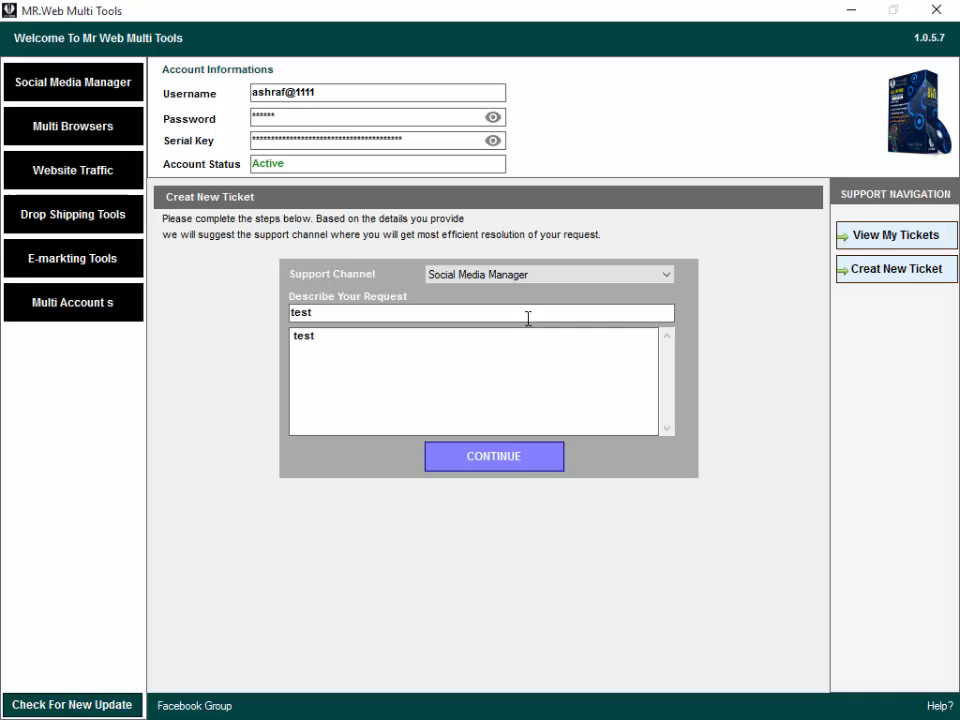 MR.Web Multi Tools
Welcome To Mr Web Multi Tools
1.0.5.7
Social Media Manager
Multi Browsers
Website Traffic
Drop Shipping Tools
E-markting Tools
Multi Account s
Account Informations
Username
ashraf@1111
Password
******
Serial Key
Account Status
Active
Creat New Ticket
Please complete the steps below. Based on the details you provide
we will suggest the support channel where you will get most efficient resolution of your request.
Support Channel
Social Media Manager
Describe Your Request
test
test
CONTINUE
SUPPORT NAVIGATION
View My Tickets
Creat New Ticket
Check For New Update
Facebook Group
Help?